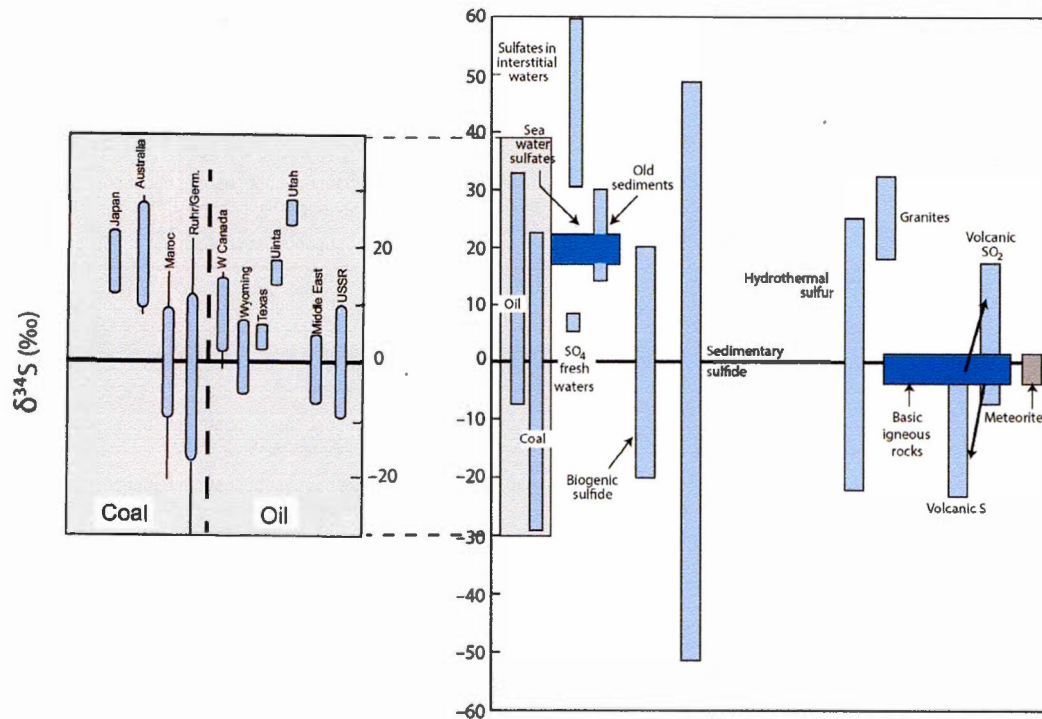 δ³⁴S (‰)
Japan
Australia
Maroc
Ruhr/Germ.
W Canada
Wyoming
Texas
Uinta
Utah
Middle East
USSR
20
0
–20
Coal
Oil
60
50
40
30
20
10
0
–10
–20
–30
–40
–50
–60
Sulfates in
interstitial
waters
Sea
water
sulfates
Old
sediments
Oil
Coal
SO₄
fresh
waters
Biogenic
sulfide
Sedimentary
sulfide
Hydrothermal
sulfur
Granites
Volcanic
SO₂
Basic
igneous
rocks
Meteorite
Volcanic S